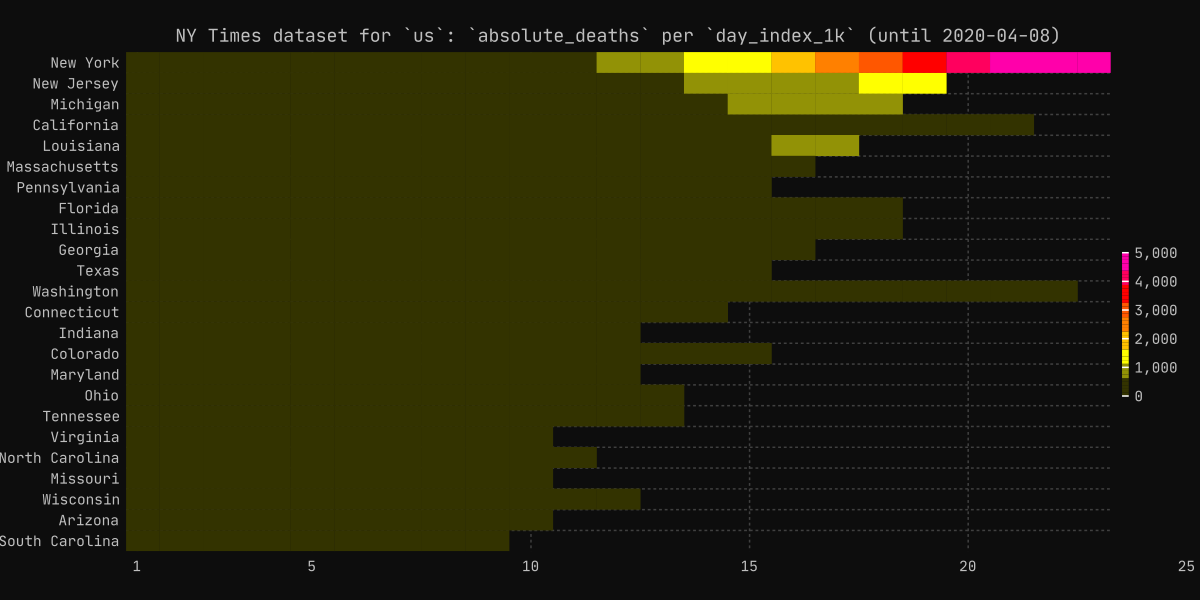 NY Times dataset for `us`: `absolute_deaths` per `day_index_1k` (until 2020-04-08)
New York
New Jersey
Michigan
California
Louisiana
Massachusetts
Pennsylvania
Florida
Illinois
Georgia
Texas
Washington
Connecticut
Indiana
Colorado
Maryland
Ohio
Tennessee
Virginia
North Carolina
Missouri
Wisconsin
Arizona
South Carolina
1 5 10 15 20 25
5,000
4,000
3,000
2,000
1,000
0